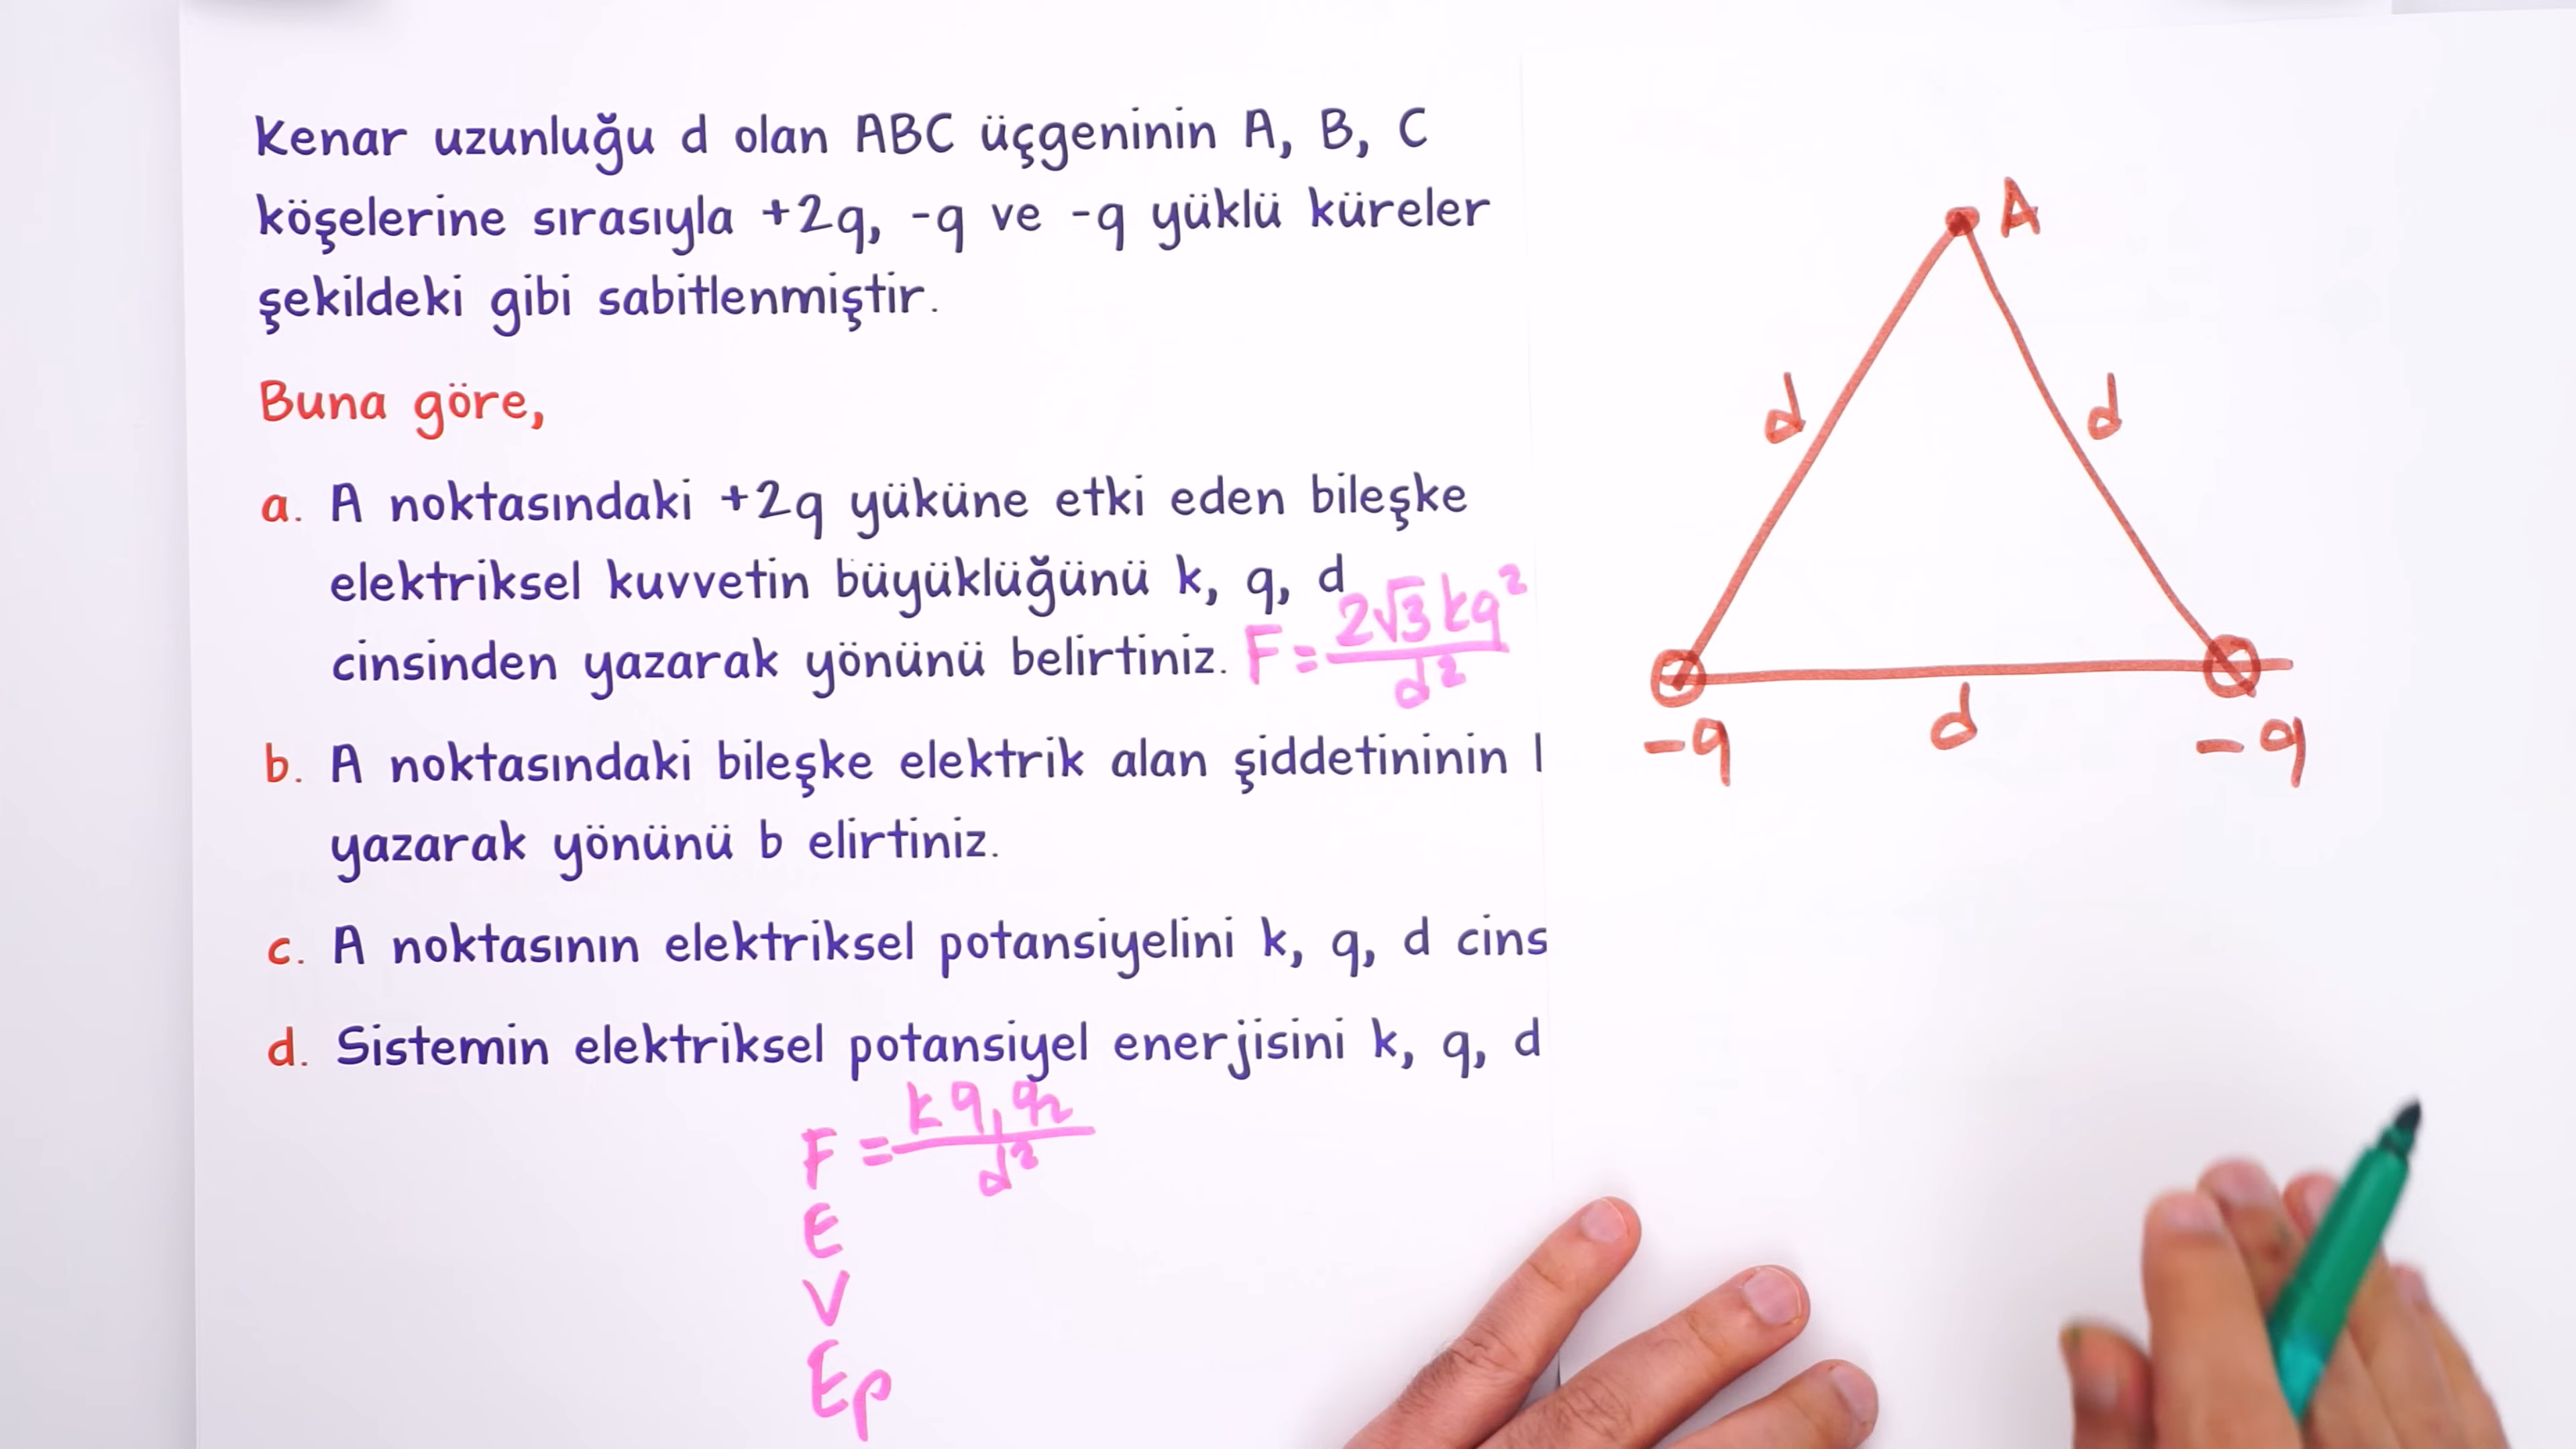 Kenar uzunluğu d olan ABC üçgeninin A, B, C
köşelerine sırasıyla +2q, -q ve -q yüklü küreler
şekildeki gibi sabitlenmiştir.
Buna göre,
a. A noktasındaki +2q yüküne etki eden bileşke
elektriksel kuvvetin büyüklüğünü k, q, d
cinsinden yazarak yönünü belirtiniz. F = 2√3 kq² / d²
b. A noktasındaki bileşke elektrik alan şiddetininin
yazarak yönünü b elirtiniz.
c. A noktasının elektriksel potansiyelini k, q, d cins
d. Sistemin elektriksel potansiyel enerjisini k, q, d
F = k q₁ q₂ / d²
E
V
Ep
A
d
d
-q
d
-q